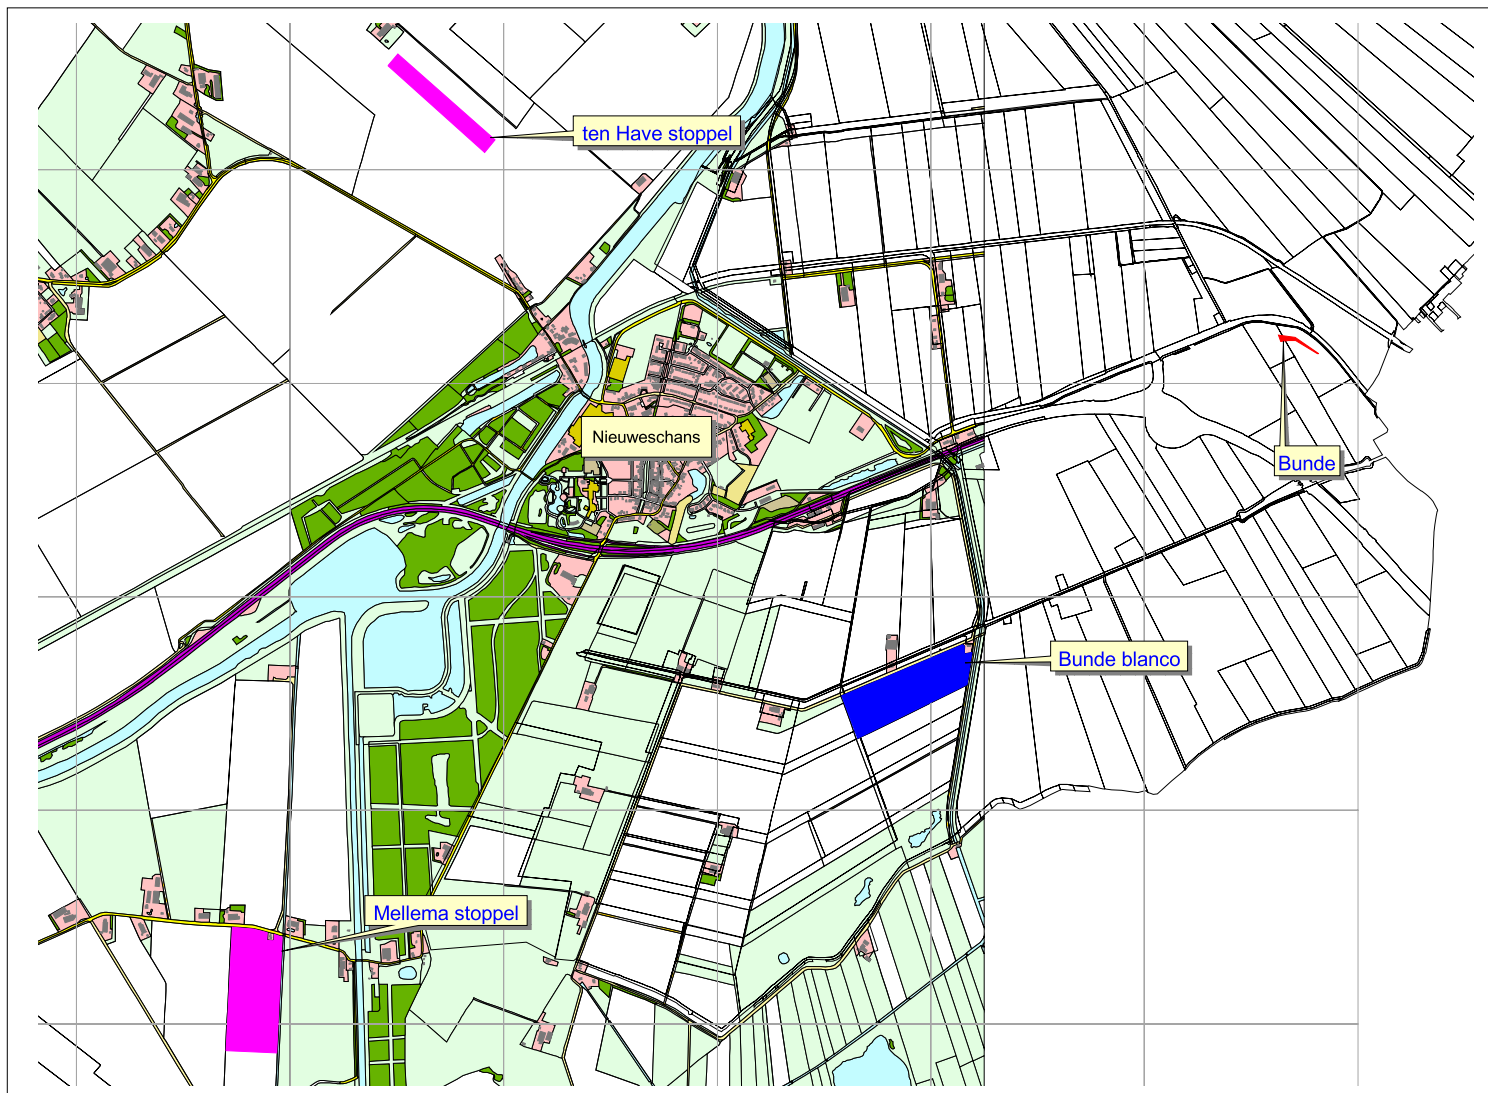 ten Have stoppel
Nieuweschans
Bunde
Bunde blanco
Mellema stoppel